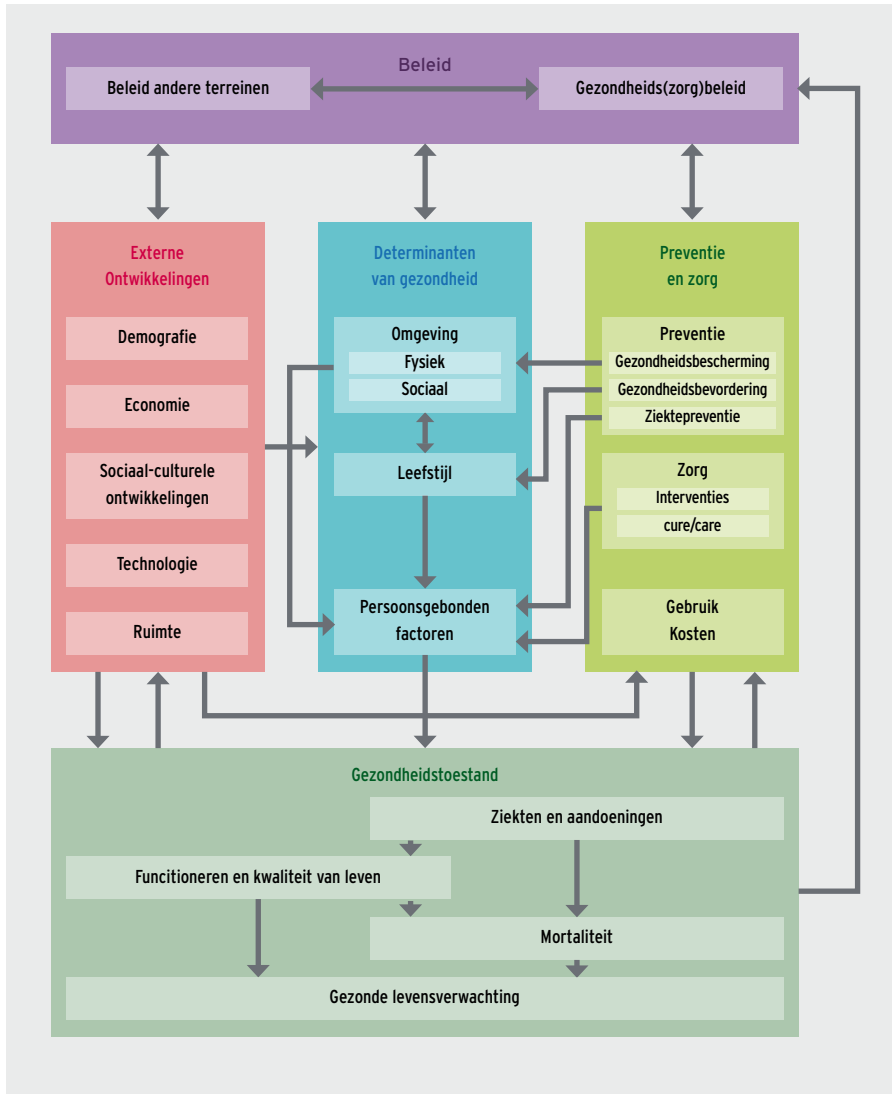 Beleid
Beleid andere terreinen
Gezondheids(zorg)beleid
Externe
Ontwikkelingen
Demografie
Economie
Sociaal-culturele
ontwikkelingen
Technologie
Ruimte
Determinanten
van gezondheid
Omgeving
Fysiek
Sociaal
Leefstijl
Persoonsgebonden
factoren
Preventie
en zorg
Preventie
Gezondheidsbescherming
Gezondheidsbevordering
Ziektepreventie
Zorg
Interventies
cure/care
Gebruik
Kosten
Gezondheidstoestand
Ziekten en aandoeningen
Funcitioneren en kwaliteit van leven
Mortaliteit
Gezonde levensverwachting